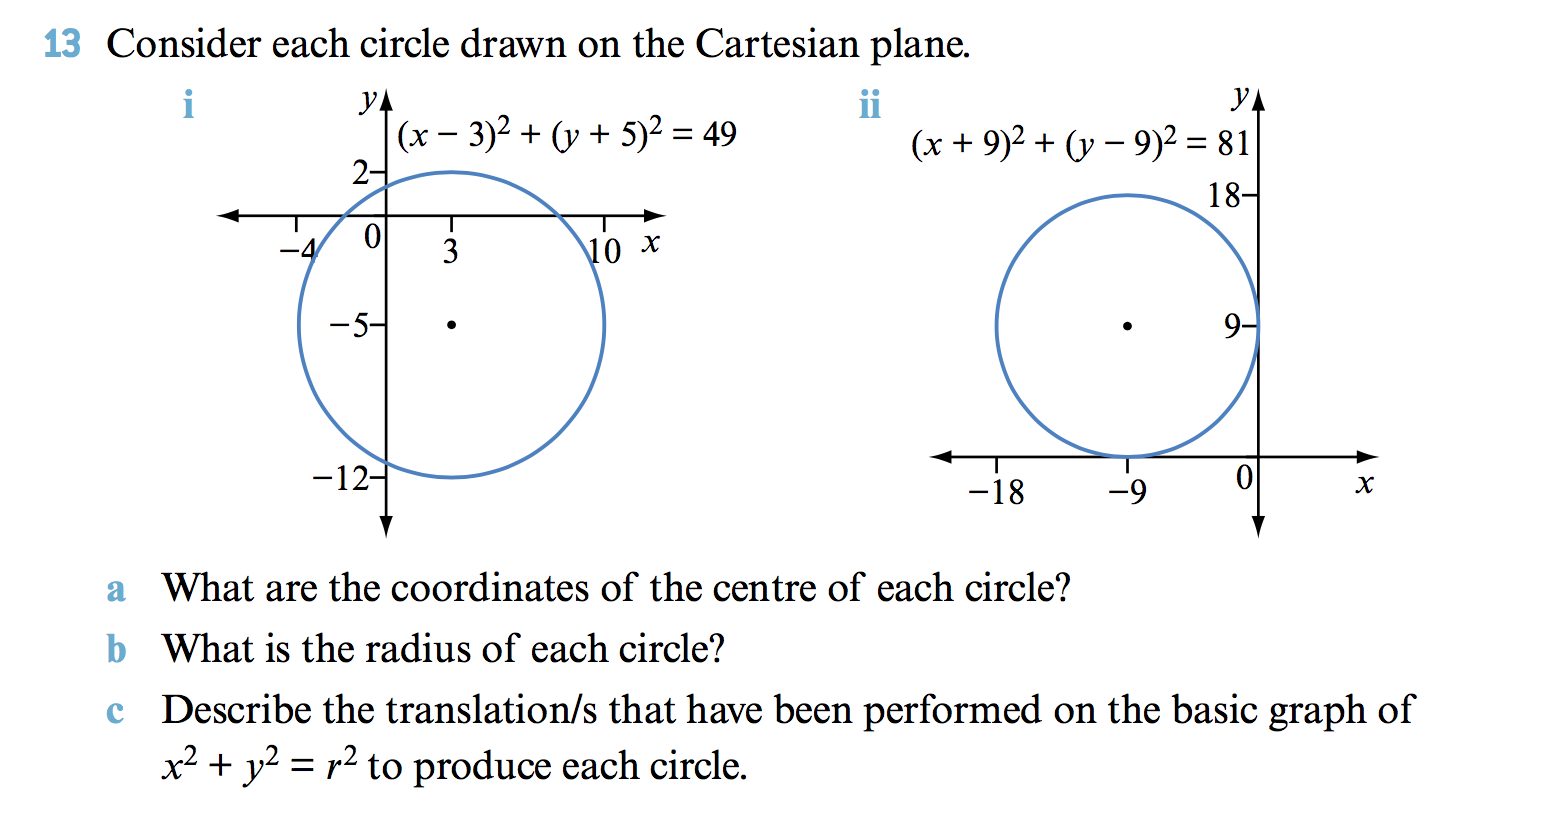 13 Consider each circle drawn on the Cartesian plane.
i
y
(x − 3)² + (y + 5)² = 49
2
−4
0
3
10
x
−5
−12
ii
y
(x + 9)² + (y − 9)² = 81
18
9
−18
−9
0
x
a What are the coordinates of the centre of each circle?
b What is the radius of each circle?
c Describe the translation/s that have been performed on the basic graph of
x² + y² = r² to produce each circle.